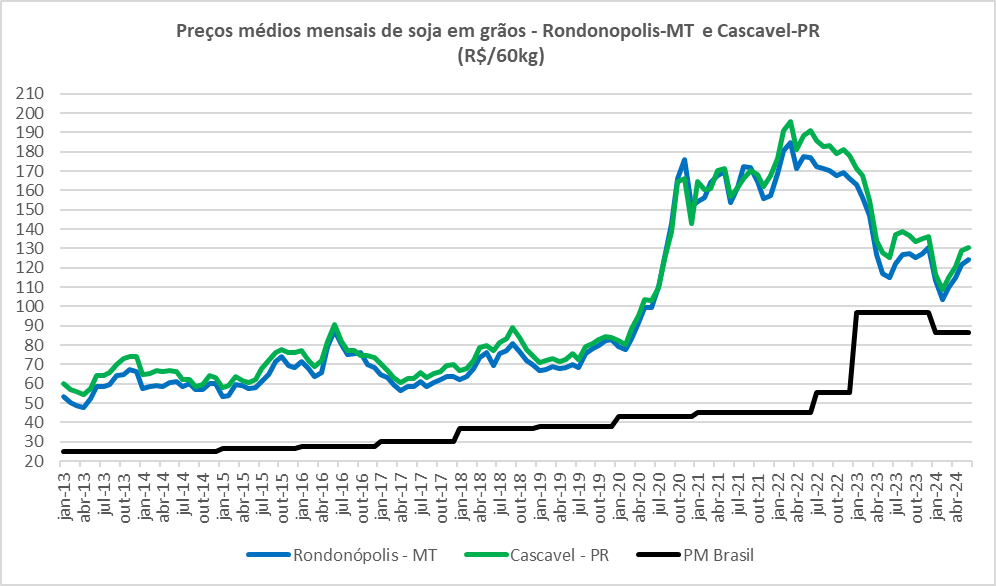 Preços médios mensais de soja em grãos - Rondonopolis-MT e Cascavel-PR
(R$/60kg)
210
200
190
180
170
160
150
140
130
120
110
100
90
80
70
60
50
40
30
20
jan-13
abr-13
jul-13
out-13
jan-14
abr-14
jul-14
out-14
jan-15
abr-15
jul-15
out-15
jan-16
abr-16
jul-16
out-16
jan-17
abr-17
jul-17
out-17
jan-18
abr-18
jul-18
out-18
jan-19
abr-19
jul-19
out-19
jan-20
abr-20
jul-20
out-20
jan-21
abr-21
jul-21
out-21
jan-22
abr-22
jul-22
out-22
jan-23
abr-23
jul-23
out-23
jan-24
abr-24
Rondonópolis - MT
Cascavel - PR
PM Brasil